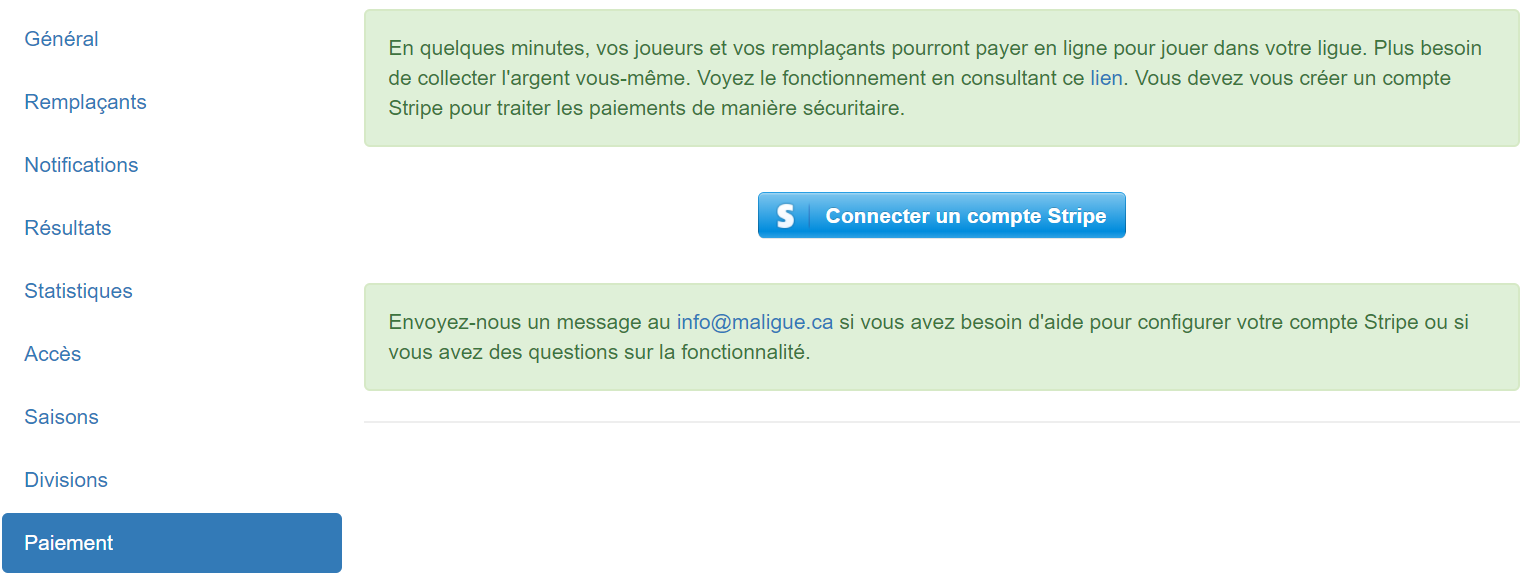 Général
Remplaçants
Notifications
Résultats
Statistiques
Accès
Saisons
Divisions
Paiement
En quelques minutes, vos joueurs et vos remplaçants pourront payer en ligne pour jouer dans votre ligue. Plus besoin
de collecter l'argent vous-même. Voyez le fonctionnement en consultant ce lien. Vous devez vous créer un compte
Stripe pour traiter les paiements de manière sécuritaire.
S Connecter un compte Stripe
Envoyez-nous un message au info@maligue.ca si vous avez besoin d'aide pour configurer votre compte Stripe ou si
vous avez des questions sur la fonctionnalité.